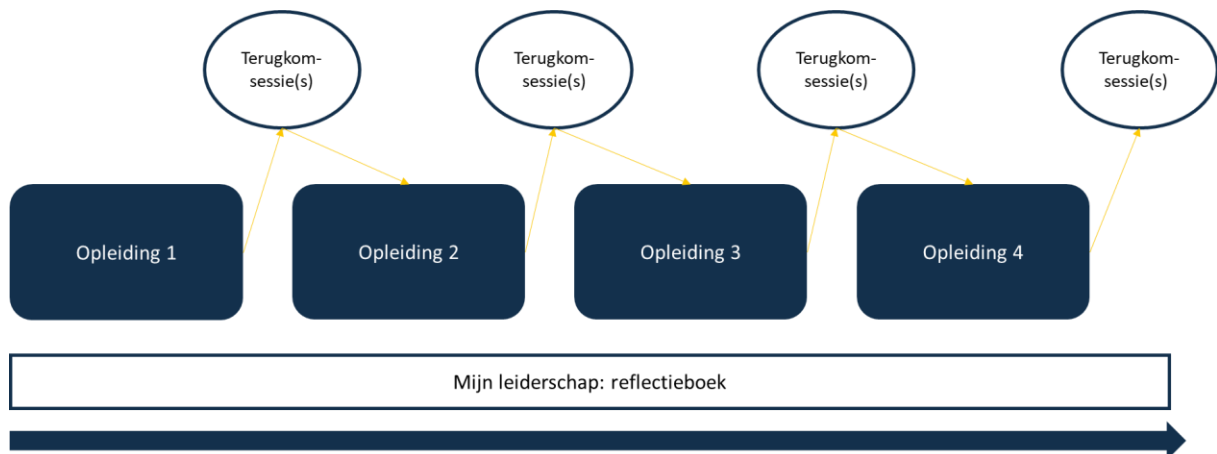 Terugkom-
sessie(s)
Terugkom-
sessie(s)
Terugkom-
sessie(s)
Terugkom-
sessie(s)
Opleiding 1
Opleiding 2
Opleiding 3
Opleiding 4
Mijn leiderschap: reflectieboek